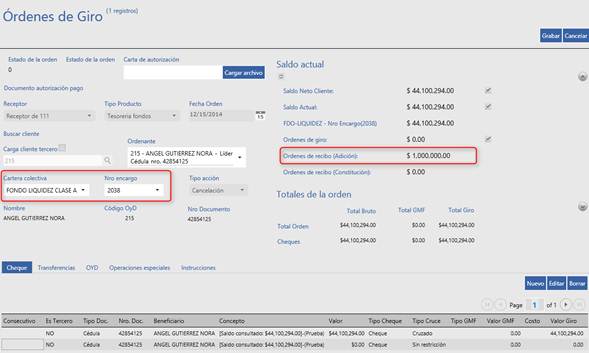 Órdenes de Giro (1 registros)
Grabar Cancelar
Estado de la orden Estado de la orden Carta de autorización
0
Cargar archivo
Documento autorización pago
Receptor Tipo Producto Fecha Orden
Receptor de 111 Tesoreria fondos 12/15/2014 15
Buscar cliente
Carga cliente tercero Ordenante
215 215 - ANGEL GUTIERREZ NORA - Líder
Cédula nro. 42854125
Cartera colectiva Nro encargo Tipo acción
FONDO LIQUIDEZ CLASE A 2038 Cancelación
Nombre Código OyD Nro Documento
ANGEL GUTIERREZ NORA 215 42854125
Saldo actual
Saldo Neto Cliente: $ 44,100,294.00
Saldo Actual: $ 44,100,294.00
FDO-LIQUIDEZ - Nro Encargo(2038) $ 44,100,294.00
Ordenes de giro: $ 0.00
Ordenes de recibo (Adición): $ 1,000,000.00
Ordenes de recibo (Constitución): $ 0.00
Totales de la orden
Total Bruto Total GMF Total Giro
Total Orden $44,100,294.00 $0.00 $44,100,294.00
Cheques $44,100,294.00 $0.00 $44,100,294.00
Cheque Transferencias OYD Operaciones especiales Instrucciones
Nuevo Editar Borrar
Page 1 of 1
Consecutivo Es Tercero Tipo Doc. Nro. Doc. Beneficiario Concepto Valor Tipo Cheque Tipo Cruce Tipo GMF Valor GMF Costo Valor Giro
NO Cédula 42854125 ANGEL GUTIERREZ NORA [Saldo consultado: $44,100,294.00]-(Prueba) $44,100,294.00 Cheque Cruzado 0.00 44,100,294.00
NO Cédula 42854125 ANGEL GUTIERREZ NORA [Saldo consultado: $44,100,294.00]-(Prueba) $0.00 Cheque Sin restricción 0.00 0.00